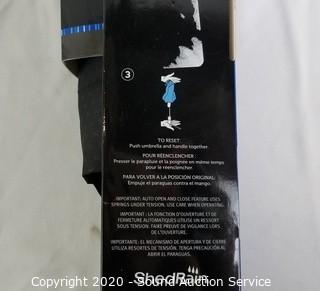 3
TO RESET:
Push umbrella and handle together.
POUR RÉENCLENCHER:
Presser le parapluie et la poignée en même temps
pour le réenclencher.
PARA VOLVER A LA POSICIÓN ORIGINAL:
Empuje el paraguas contra el mango.
IMPORTANT: AUTO OPEN AND CLOSE FEATURE USES
SPRINGS UNDER TENSION. USE CARE WHEN OPERATING.
IMPORTANT: LA FONCTION D'OUVERTURE ET DE
FERMETURE AUTOMATIQUES UTILISE UN RESSORT
SOUS TENSION. FAIRE PREUVE DE VIGILANCE LORS
DE L'OUVERTURE.
IMPORTANTE: EL MECANISMO DE APERTURA Y DE CIERRE
UTILIZA RESORTES DE TENSIÓN. TENGA PRECAUCIÓN AL
ABRIR EL PARAGUAS.
ShedRain
Copyright 2020 - Sound Auction Service